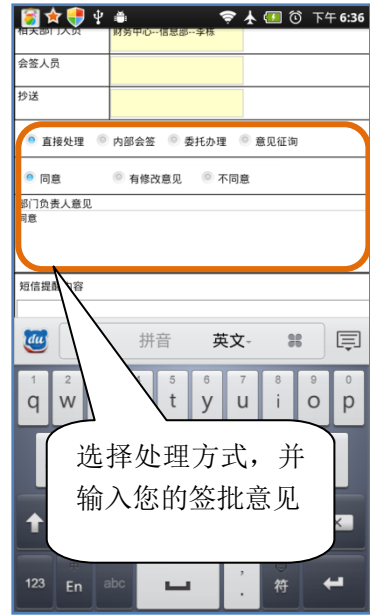 下午 6:36
相关部门人员 财务中心--信息部--李栋
会签人员
抄送
直接处理 内部会签 委托办理 意见征询
同意 有修改意见 不同意
部门负责人意见
同意
短信提醒内容
du 拼音 英文-
1 2 5 6 7 8 9 0
q w t y u i o p
选择处理方式，并
输入您的签批意见
123 En abc , . 符